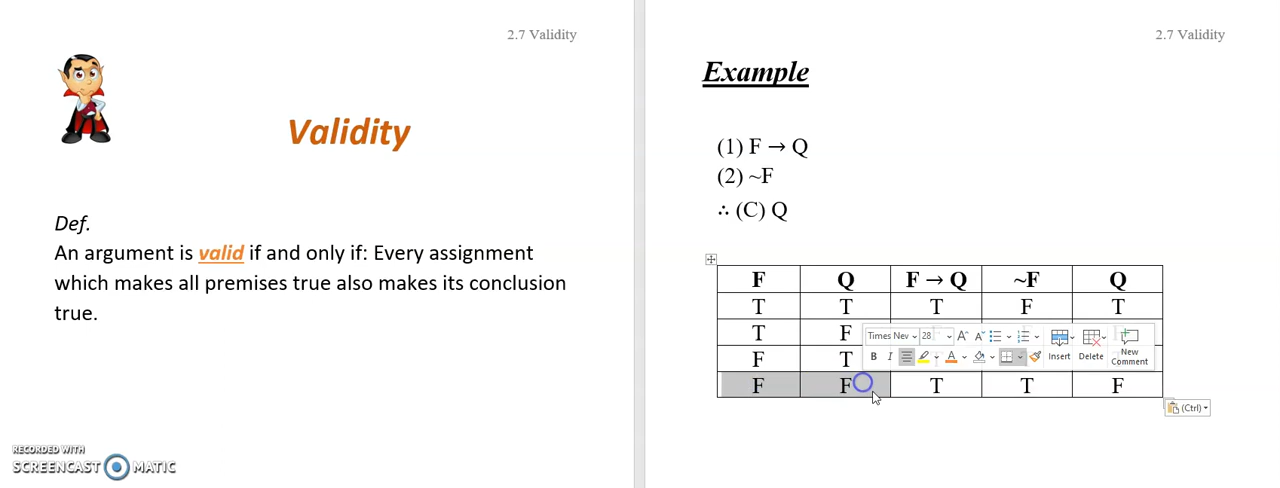 2.7 Validity
Validity
Def.
An argument is valid if and only if: Every assignment
which makes all premises true also makes its conclusion
true.
RECORDED WITH
SCREENCAST MATIC
2.7 Validity
Example
(1) F → Q
(2) ~F
∴ (C) Q
F Q F → Q ~F Q
T T T F T
T F
F T
F F T T F
Times Nev 28 A A
B I A Insert Delete New
Comment
(Ctrl)